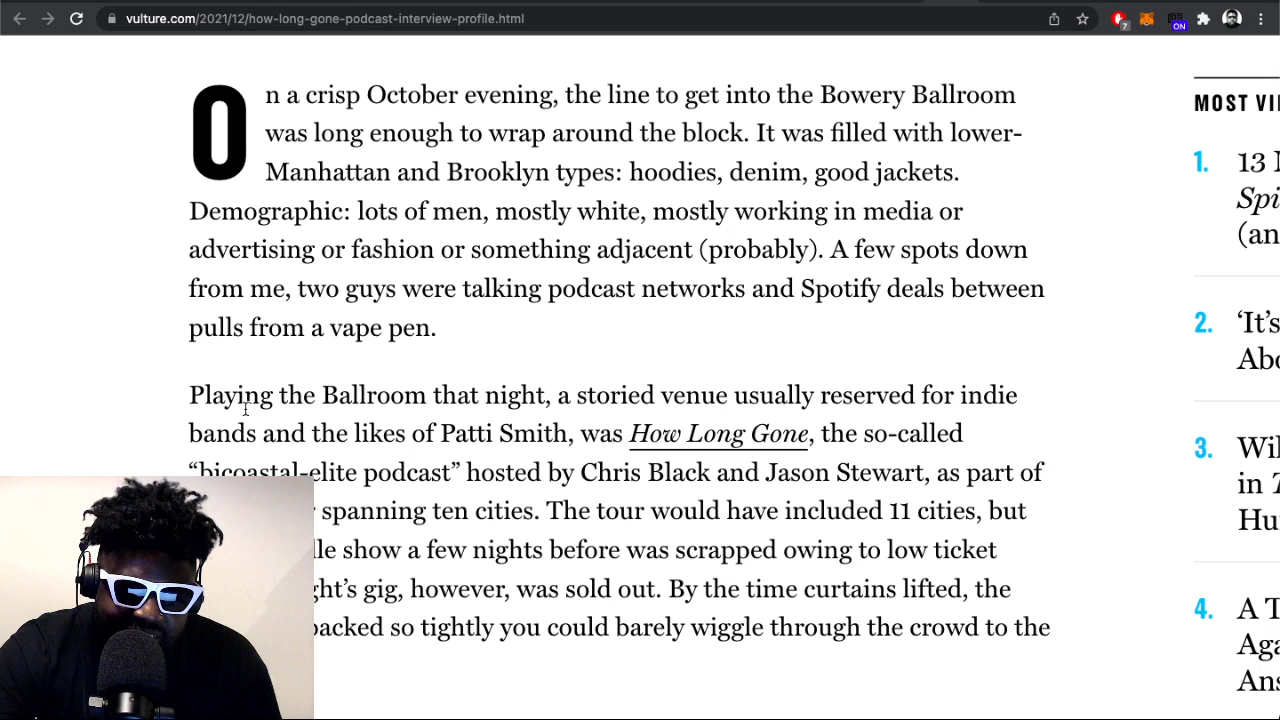 vulture.com/2021/12/how-long-gone-podcast-interview-profile.html
7
ON
On a crisp October evening, the line to get into the Bowery Ballroom
was long enough to wrap around the block. It was filled with lower-
Manhattan and Brooklyn types: hoodies, denim, good jackets.
Demographic: lots of men, mostly white, mostly working in media or
advertising or fashion or something adjacent (probably). A few spots down
from me, two guys were talking podcast networks and Spotify deals between
pulls from a vape pen.
Playing the Ballroom that night, a storied venue usually reserved for indie
bands and the likes of Patti Smith, was How Long Gone, the so-called
“bicoastal-elite podcast” hosted by Chris Black and Jason Stewart, as part of
spanning ten cities. The tour would have included 11 cities, but
show a few nights before was scrapped owing to low ticket
gig, however, was sold out. By the time curtains lifted, the
packed so tightly you could barely wiggle through the crowd to the
MOST VI
1.
13
Spi
(an
2.
‘It’s
Abo
3.
Wil
in
Hu
4.
A T
Aga
Ans